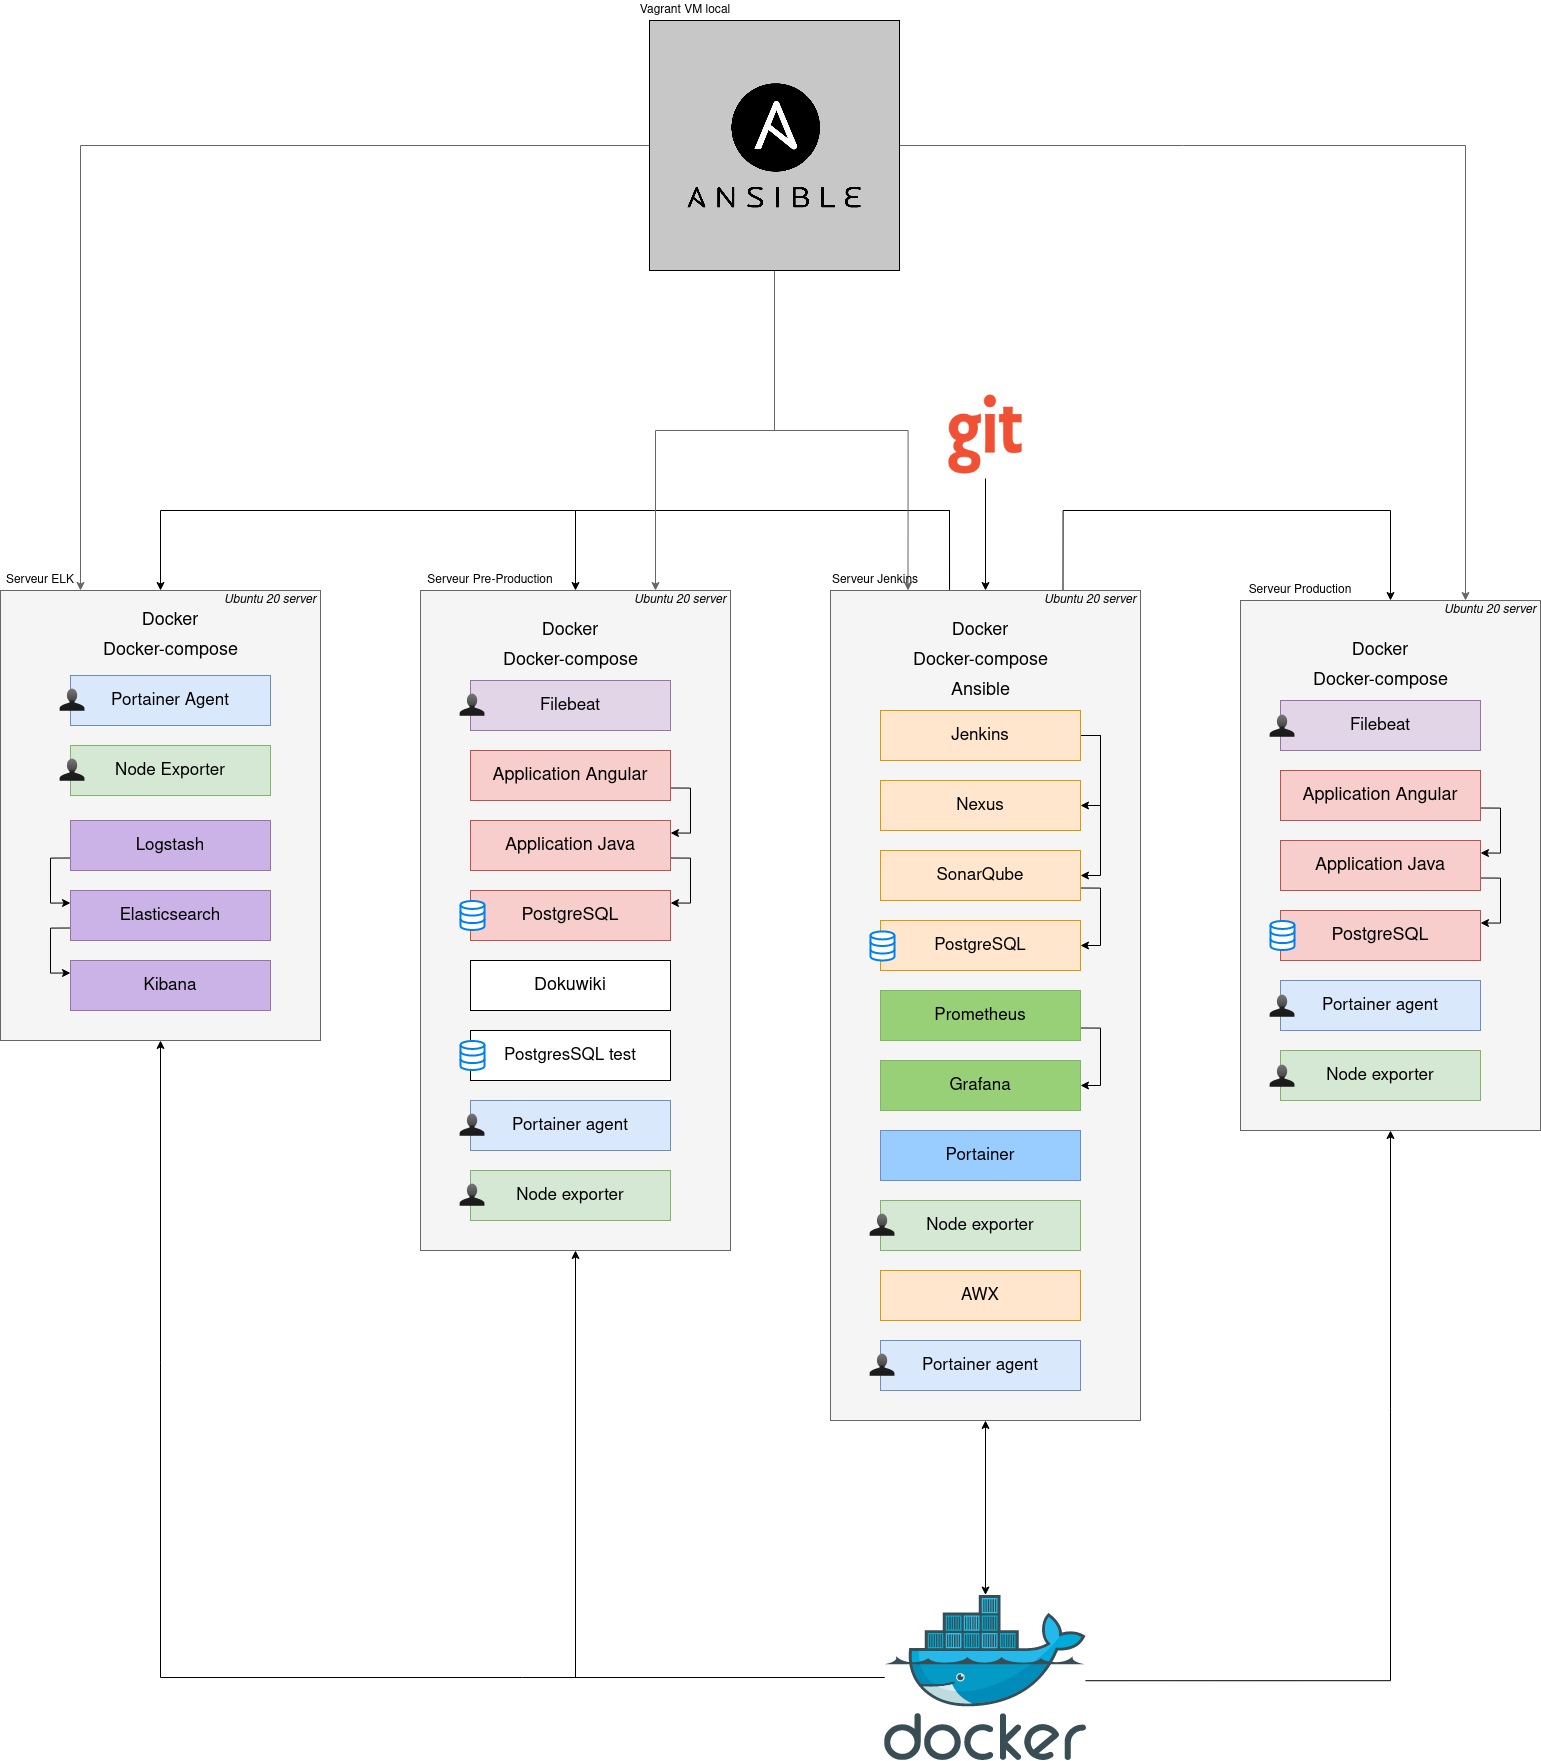 Vagrant VM local
ANSIBLE
git
Serveur ELK
Ubuntu 20 server
Docker
Docker-compose
Portainer Agent
Node Exporter
Logstash
Elasticsearch
Kibana
Serveur Pre-Production
Ubuntu 20 server
Docker
Docker-compose
Filebeat
Application Angular
Application Java
PostgreSQL
Dokuwiki
PostgresSQL test
Portainer agent
Node exporter
Serveur Jenkins
Ubuntu 20 server
Docker
Docker-compose
Ansible
Jenkins
Nexus
SonarQube
PostgreSQL
Prometheus
Grafana
Portainer
Node exporter
AWX
Portainer agent
Serveur Production
Ubuntu 20 server
Docker
Docker-compose
Filebeat
Application Angular
Application Java
PostgreSQL
Portainer agent
Node exporter
docker